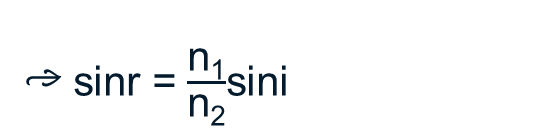 ↪ sinr = n₁/n₂ sini